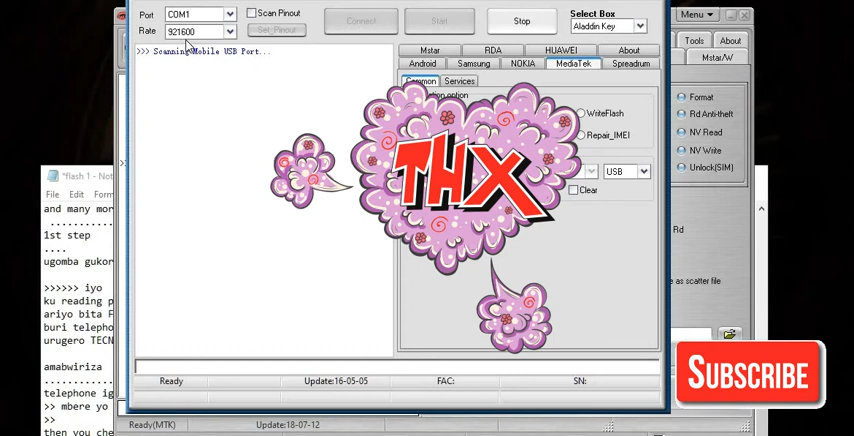 Port COM1 Scan Pinout Connect Start Stop Select Box
Rate 921600 Set_Pinout Aladdin Key
>>> Scanning Mobile USB Port...
Mstar RDA HUAWEI About
Android Samsung NOKIA MediaTek Spreadrum
Common Services
option
WriteFlash
Repair_IMEI
USB
Clear
THX
Ready Update:16-05-05 FAC: SN:
Menu
Tools About
Mstar/W
Format
Rd Anti-theft
NV Read
NV Write
Unlock(SIM)
Rd
e as scatter file
SUBSCRIBE
Ready(MTK) Update:18-07-12
*flash 1 - Not
File Edit Form
and many mor
...........
1st step
....
ugomba gukor
>>>>>> iyo
ku reading p
ariyo bita F
buri telepho
urugero TECN
amabwiriza
...........
telephone ig
>> mbere yo
>>
then you che